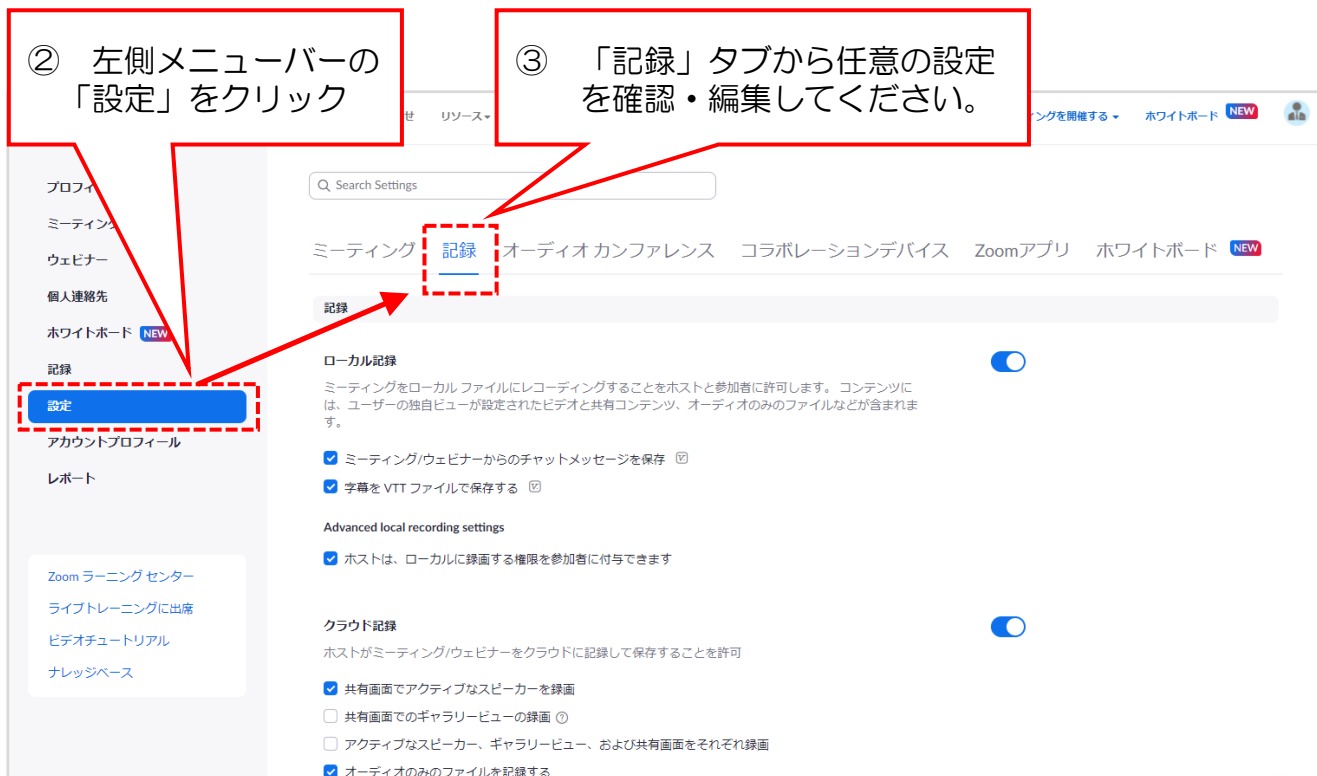 ② 左側メニューバーの
「設定」をクリック
③ 「記録」タブから任意の設定
を確認・編集してください。
せ リソース ングを開催する ホワイトボード NEW
プロフィ
ミーティング
ウェビナー
個人連絡先
ホワイトボード NEW
記録
設定
アカウントプロフィール
レポート
Zoom ラーニング センター
ライブトレーニングに出席
ビデオチュートリアル
ナレッジベース
Search Settings
ミーティング 記録 オーディオ カンファレンス コラボレーションデバイス Zoomアプリ ホワイトボード NEW
記録
ローカル記録
ミーティングをローカル ファイルにレコーディングすることをホストと参加者に許可します。 コンテンツに
は、ユーザーの独自ビューが設定されたビデオと共有コンテンツ、オーディオのみのファイルなどが含まれま
す。
ミーティング/ウェビナーからのチャットメッセージを保存
字幕を VTT ファイルで保存する
Advanced local recording settings
ホストは、ローカルに録画する権限を参加者に付与できます
クラウド記録
ホストがミーティング/ウェビナーをクラウドに記録して保存することを許可
共有画面でアクティブなスピーカーを録画
共有画面でのギャラリービューの録画
アクティブなスピーカー、ギャラリービュー、および共有画面をそれぞれ録画
オーディオのみのファイルを記録する